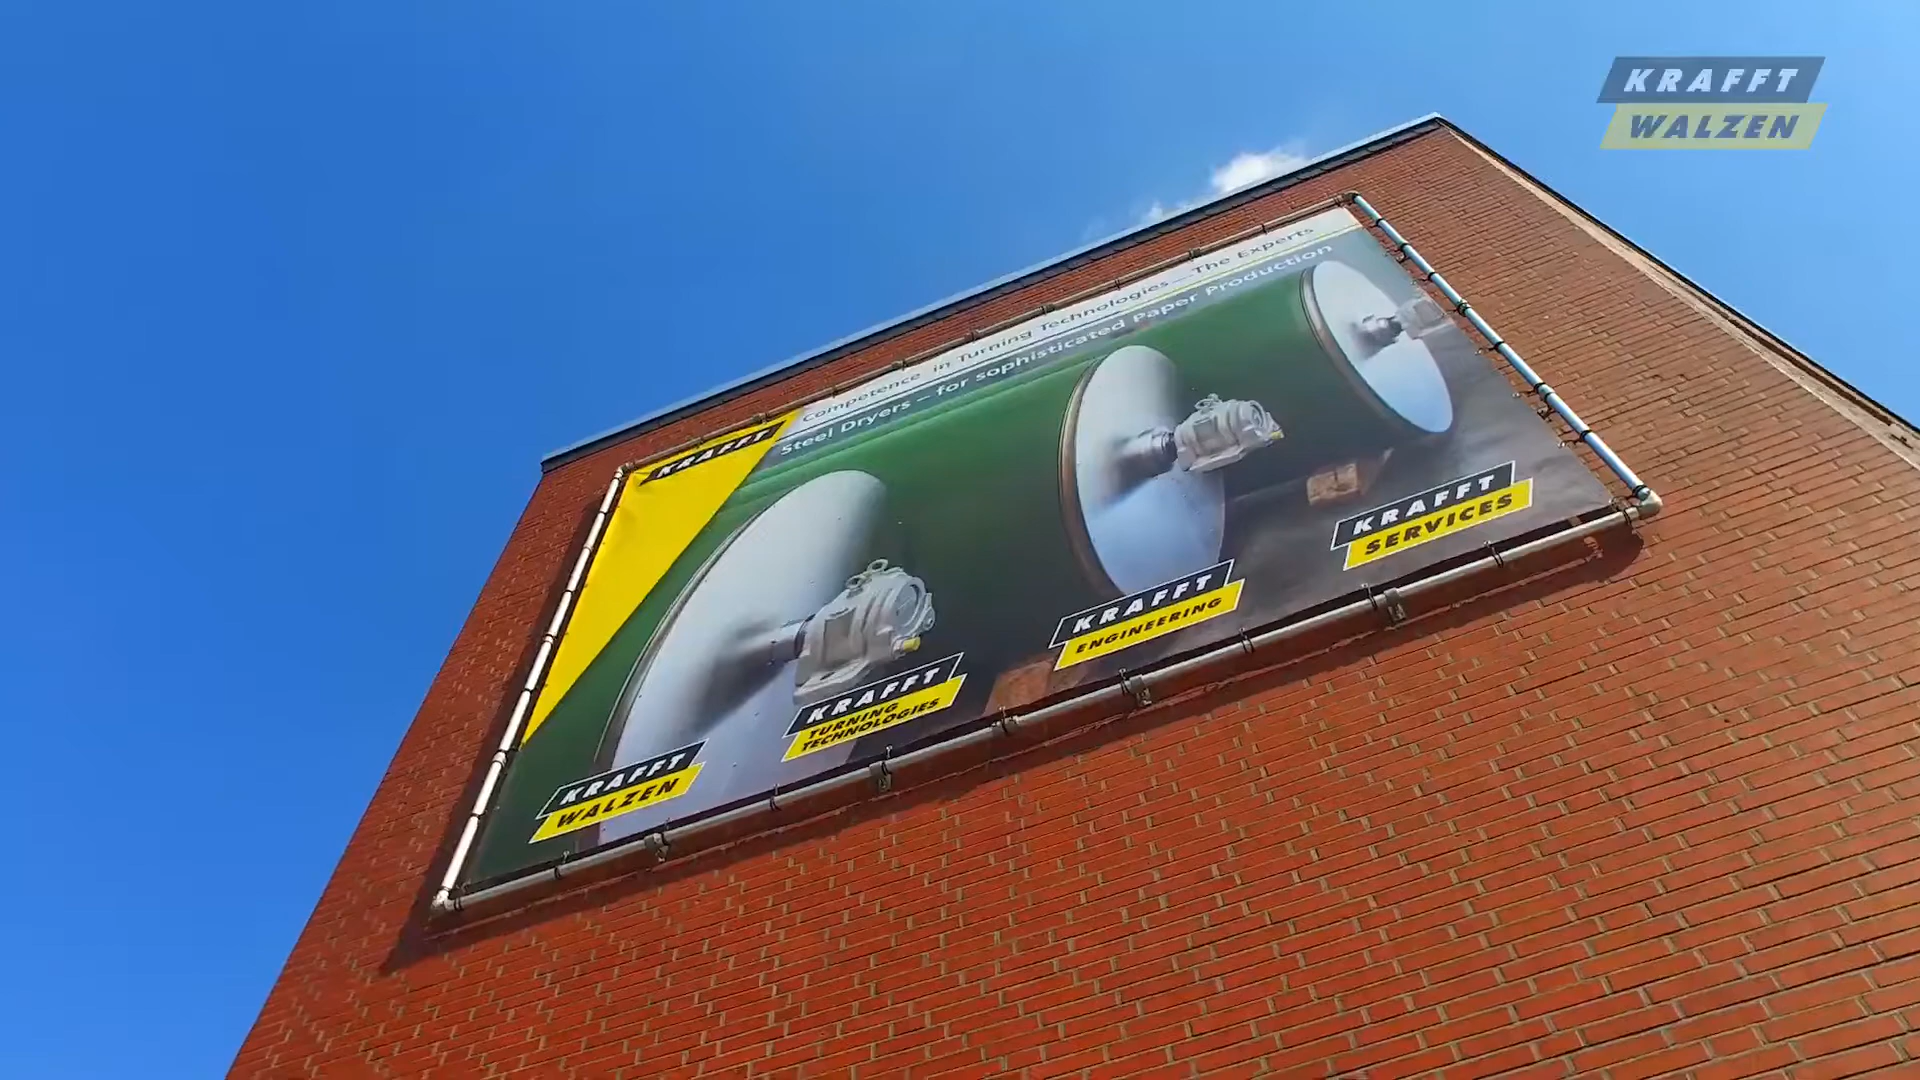 KRAFFT
WALZEN
Competence in Turning Technologies – The Experts
KRAFFT
Steel Dryers – for sophisticated Paper Production
KRAFFT
SERVICES
KRAFFT
ENGINEERING
KRAFFT
TURNING
TECHNOLOGIES
KRAFFT
WALZEN